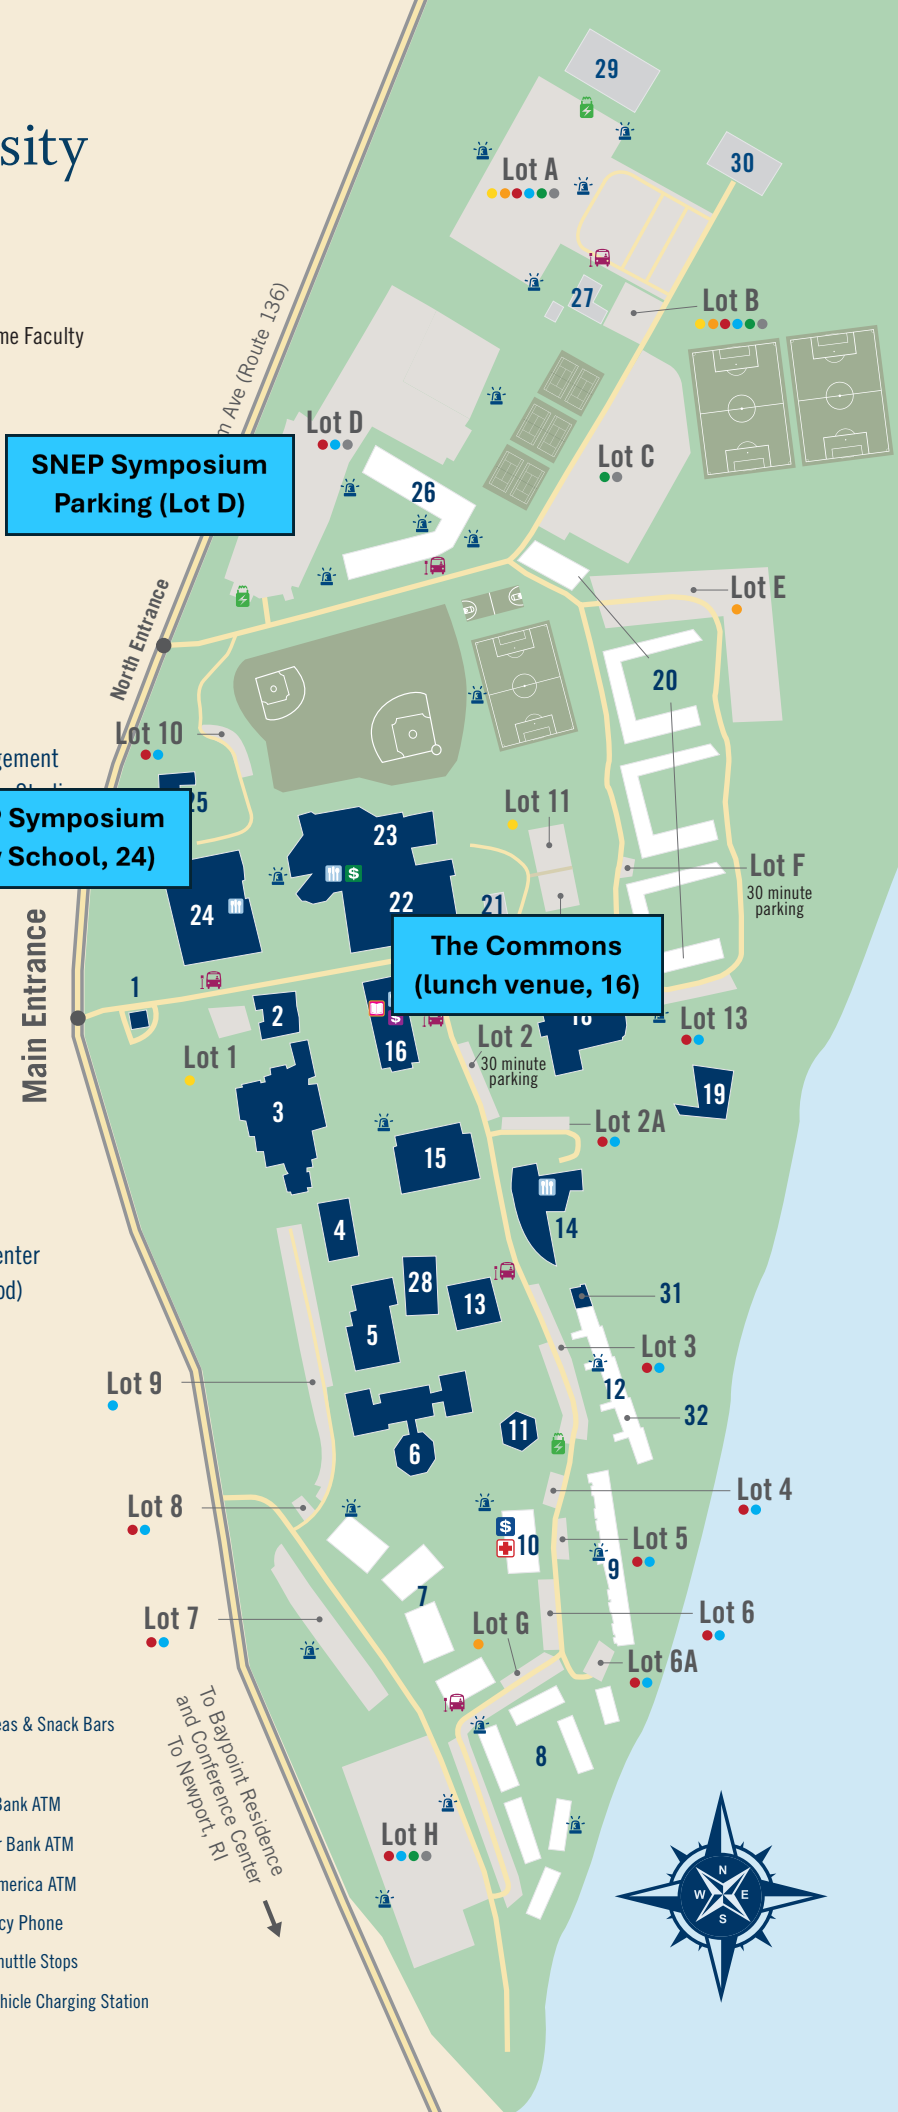 29
30
Lot A
sity
27
Lot B
me Faculty
m Ave (Route 136)
Lot D
Lot C
SNEP Symposium
Parking (Lot D)
26
North Entrance
Lot E
20
Lot 10
gement
25
Lot 11
Symposium
School, 24)
23
Lot F
30 minute
parking
24
22
21
Main Entrance
The Commons
(lunch venue, 16)
1
2
16
18
Lot 13
Lot 1
Lot 2
30 minute
parking
19
3
Lot 2A
15
4
14
enter
od)
28
13
31
5
Lot 3
Lot 9
12
32
11
6
Lot 4
Lot 8
10
Lot 5
9
7
Lot 7
Lot G
Lot 6
Lot 6A
To Baypoint Residence
and Conference Center
To Newport, RI
eas & Snack Bars
8
Bank ATM
r Bank ATM
Lot H
merica ATM
N
W E
S
cy Phone
huttle Stops
hicle Charging Station